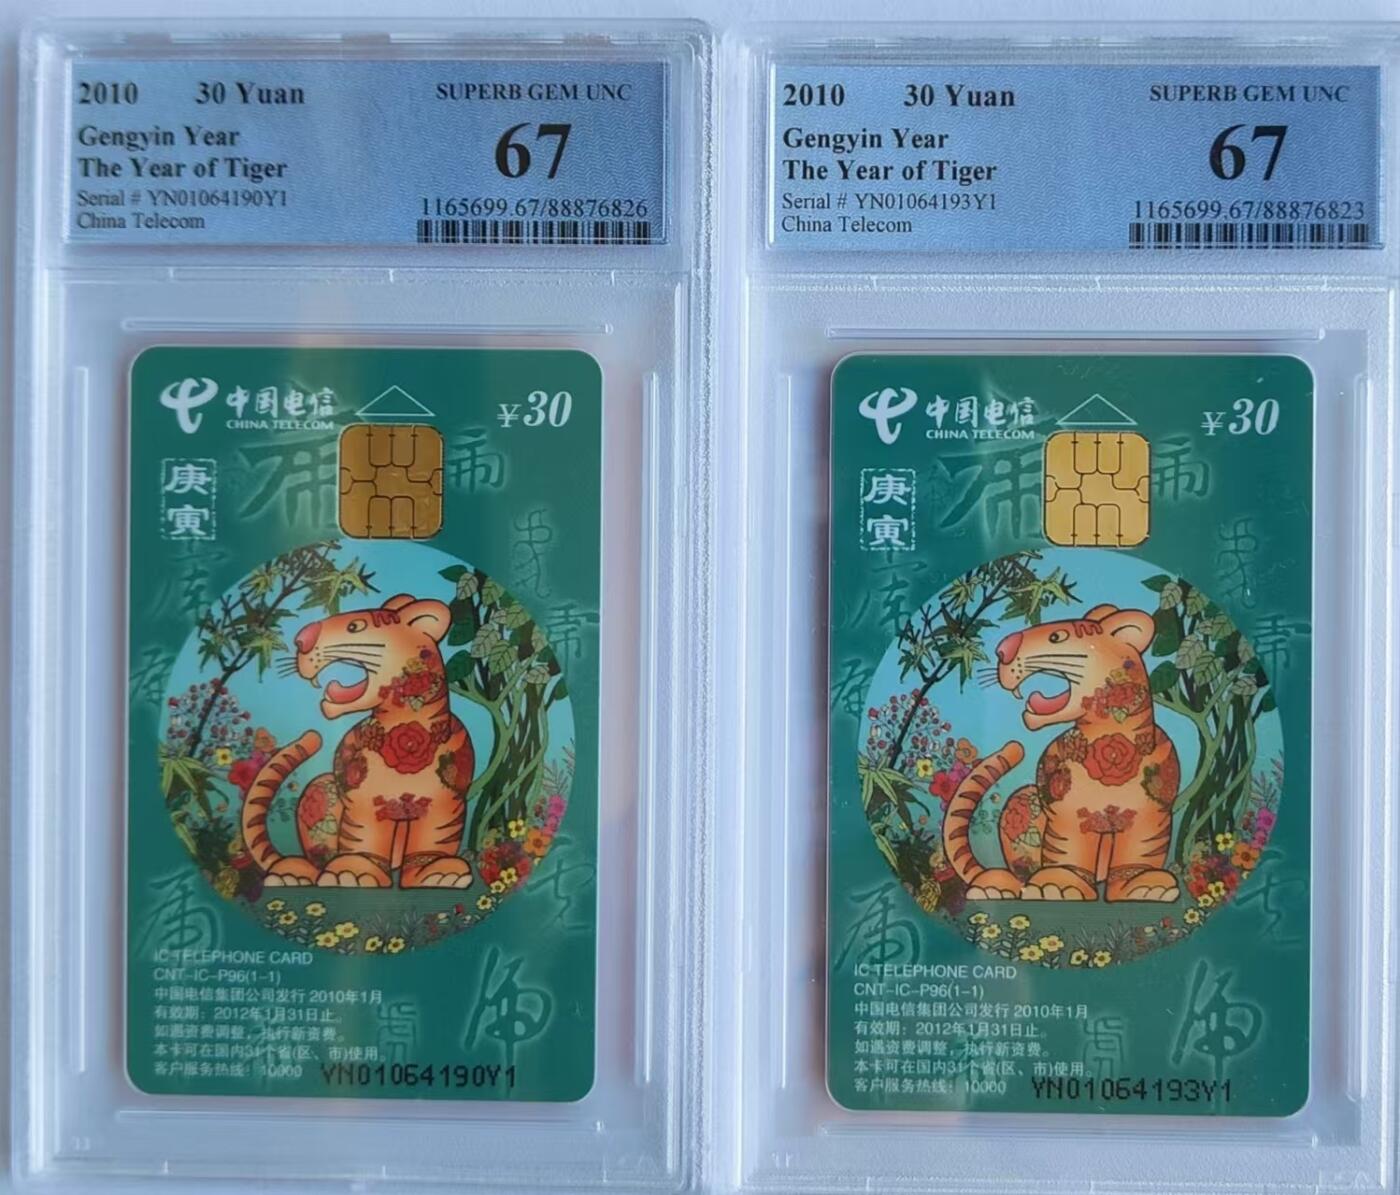 2010 30 Yuan SUPERB GEM UNC
Gengyin Year 67
The Year of Tiger
Serial # YN01064190Y1 1165699.67/88876826
China Telecom
中国电信 ¥30
CHINA TELECOM
庚
寅
IC TELEPHONE CARD
CNT-IC-P96(1-1)
中国电信集团公司发行 2010年1月
有效期：2012年1月31日止。
如遇资费调整，执行新资费。
本卡可在国内31个省(区、市)使用。
客户服务热线：10000 YN01064190Y1
2010 30 Yuan SUPERB GEM UNC
Gengyin Year 67
The Year of Tiger
Serial # YN01064193Y1 1165699.67/88876823
China Telecom
中国电信 ¥30
CHINA TELECOM
庚
寅
IC TELEPHONE CARD
CNT-IC-P96(1-1)
中国电信集团公司发行 2010年1月
有效期：2012年1月31日止。
如遇资费调整，执行新资费。
本卡可在国内31个省(区、市)使用。
客户服务热线：10000 YN01064193Y1